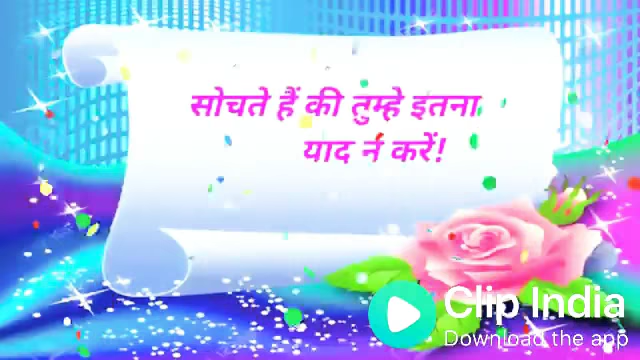 सोचते हैं की तुम्हे इतना
याद न करें!
Clip India
Download the app